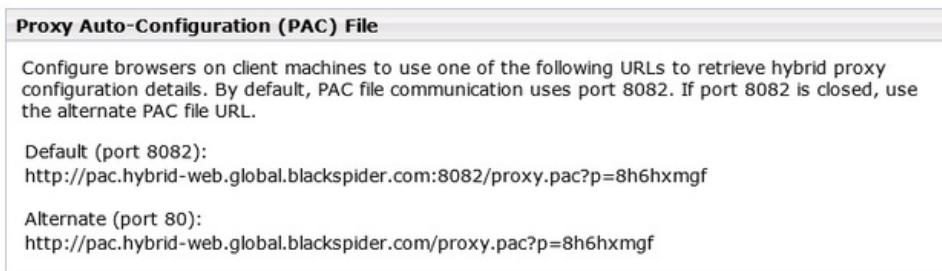 Proxy Auto-Configuration (PAC) File
Configure browsers on client machines to use one of the following URLs to retrieve hybrid proxy
configuration details. By default, PAC file communication uses port 8082. If port 8082 is closed, use
the alternate PAC file URL.
Default (port 8082):
http://pac.hybrid-web.global.blackspider.com:8082/proxy.pac?p=8h6hxmgf
Alternate (port 80):
http://pac.hybrid-web.global.blackspider.com/proxy.pac?p=8h6hxmgf